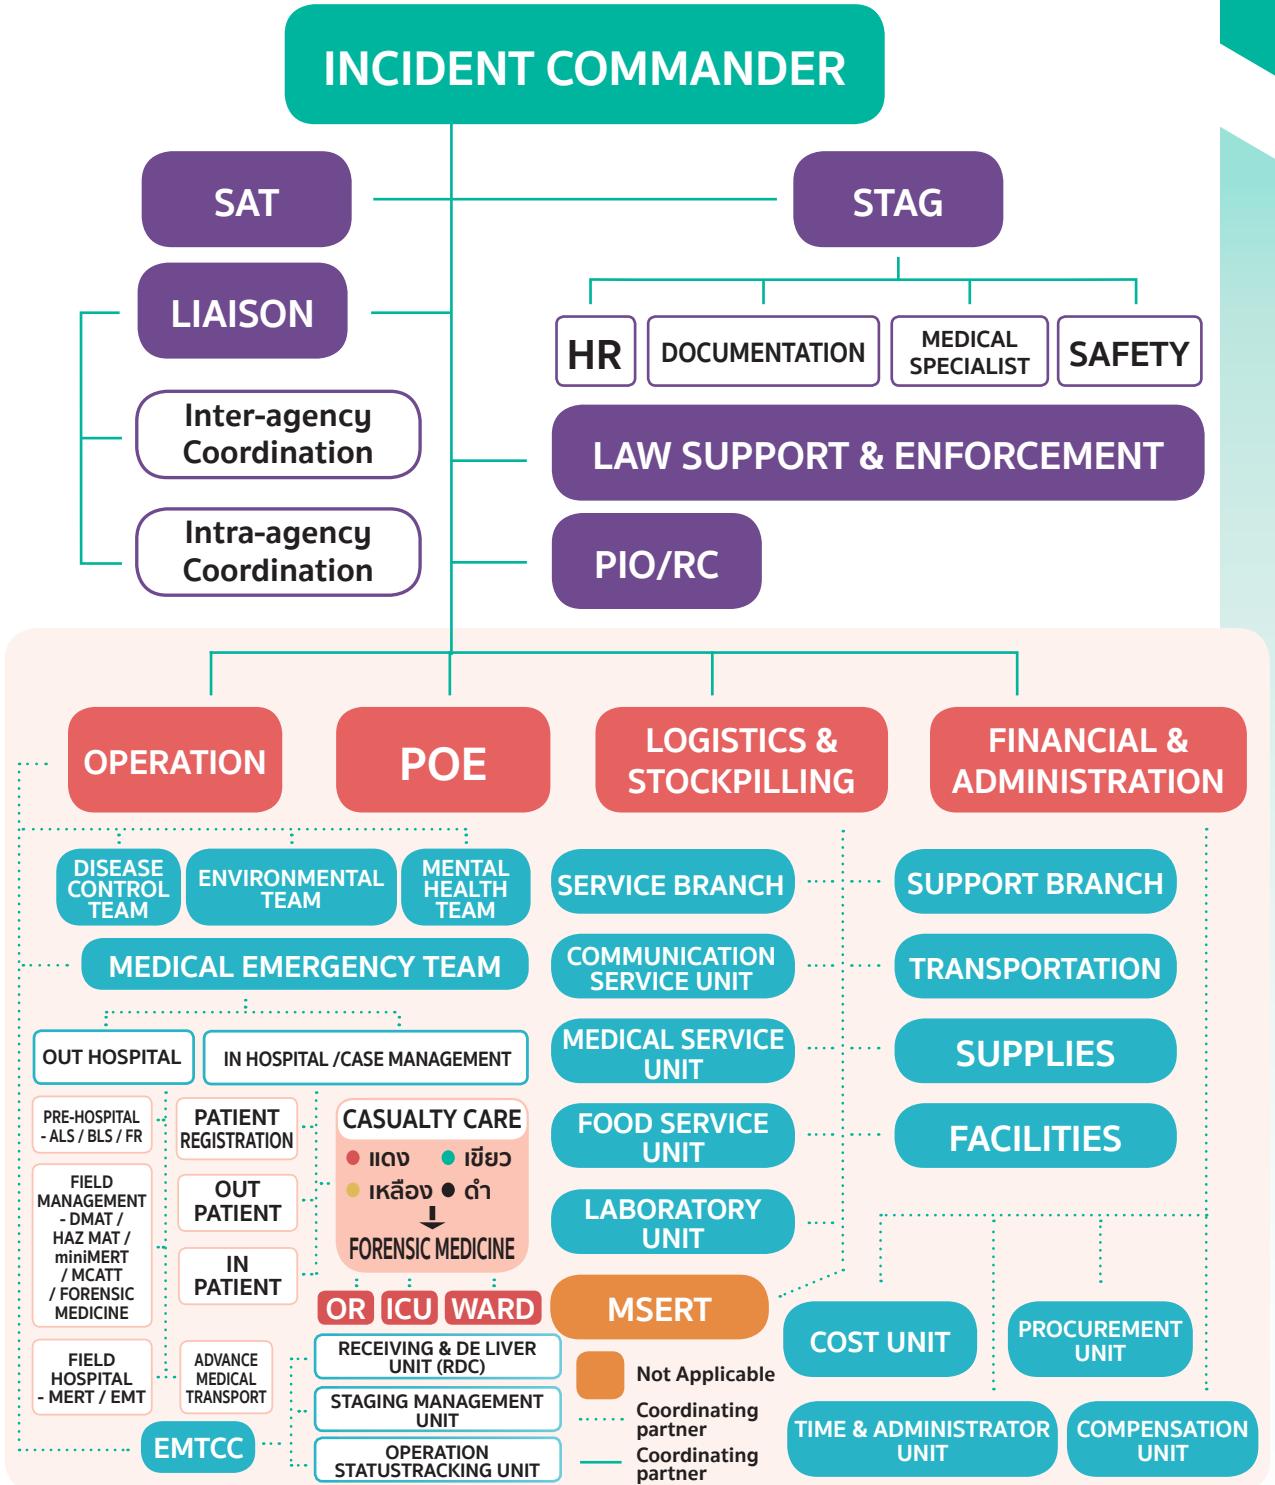 INCIDENT COMMANDER
SAT
STAG
LIAISON
HR
DOCUMENTATION
MEDICAL
SPECIALIST
SAFETY
Inter-agency
Coordination
LAW SUPPORT & ENFORCEMENT
Intra-agency
Coordination
PIO/RC
OPERATION
POE
LOGISTICS &
STOCKPILLING
FINANCIAL &
ADMINISTRATION
DISEASE
CONTROL
TEAM
ENVIRONMENTAL
TEAM
MENTAL
HEALTH
TEAM
MEDICAL EMERGENCY TEAM
OUT HOSPITAL
IN HOSPITAL /CASE MANAGEMENT
PRE-HOSPITAL
- ALS / BLS / FR
FIELD
MANAGEMENT
- DMAT /
HAZ MAT /
miniMERT
/ MCATT
/ FORENSIC
MEDICINE
FIELD
HOSPITAL
- MERT / EMT
PATIENT
REGISTRATION
OUT
PATIENT
IN
PATIENT
ADVANCE
MEDICAL
TRANSPORT
CASUALTY CARE
แดง เขียว
เหลือง ดำ
FORENSIC MEDICINE
OR
ICU
WARD
EMTCC
RECEIVING & DE LIVER
UNIT (RDC)
STAGING MANAGEMENT
UNIT
OPERATION
STATUSTRACKING UNIT
SERVICE BRANCH
COMMUNICATION
SERVICE UNIT
MEDICAL SERVICE
UNIT
FOOD SERVICE
UNIT
LABORATORY
UNIT
MSERT
SUPPORT BRANCH
TRANSPORTATION
SUPPLIES
FACILITIES
COST UNIT
PROCUREMENT
UNIT
TIME & ADMINISTRATOR
UNIT
COMPENSATION
UNIT
Not Applicable
Coordinating
partner
Coordinating
partner